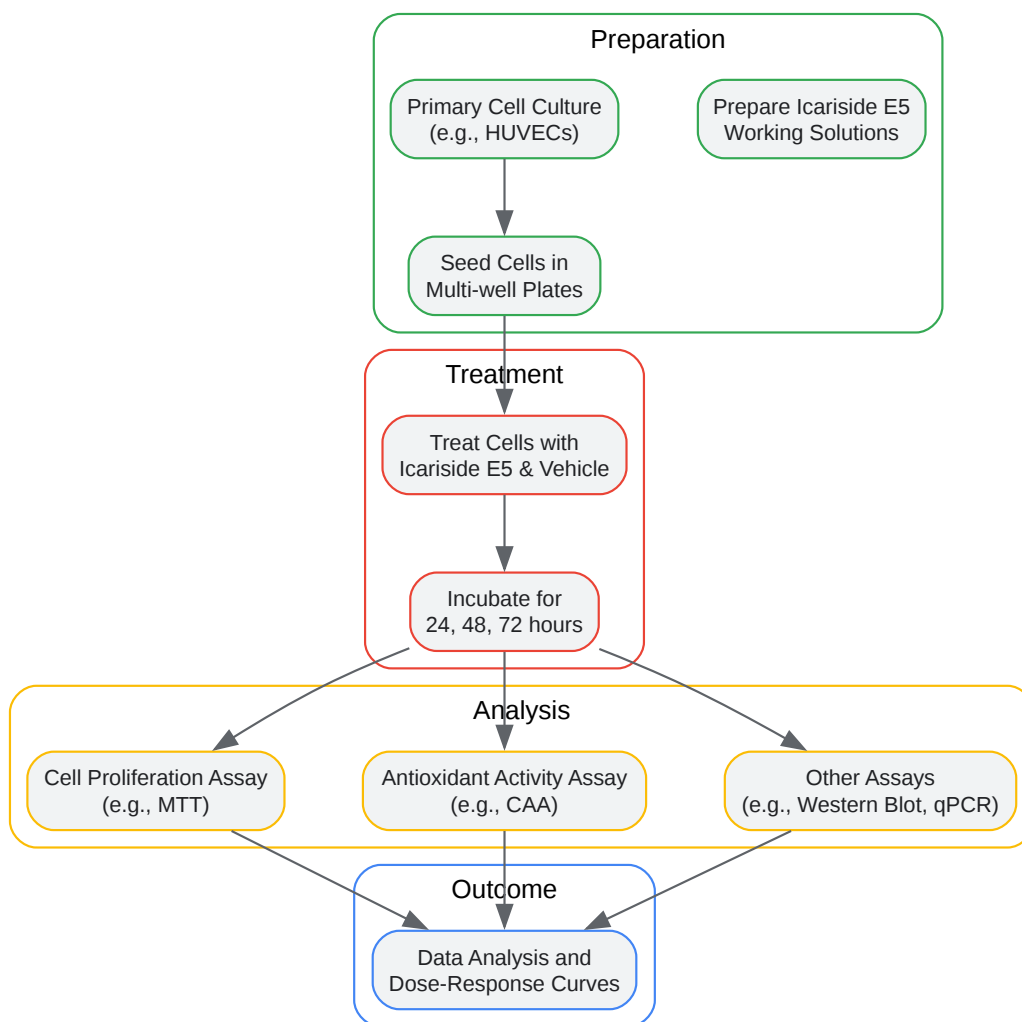 Preparation
Primary Cell Culture
(e.g., HUVECs)
Prepare Icariside E5
Working Solutions
Seed Cells in
Multi-well Plates
Treatment
Treat Cells with
Icariside E5 & Vehicle
Incubate for
24, 48, 72 hours
Analysis
Cell Proliferation Assay
(e.g., MTT)
Antioxidant Activity Assay
(e.g., CAA)
Other Assays
(e.g., Western Blot, qPCR)
Outcome
Data Analysis and
Dose-Response Curves